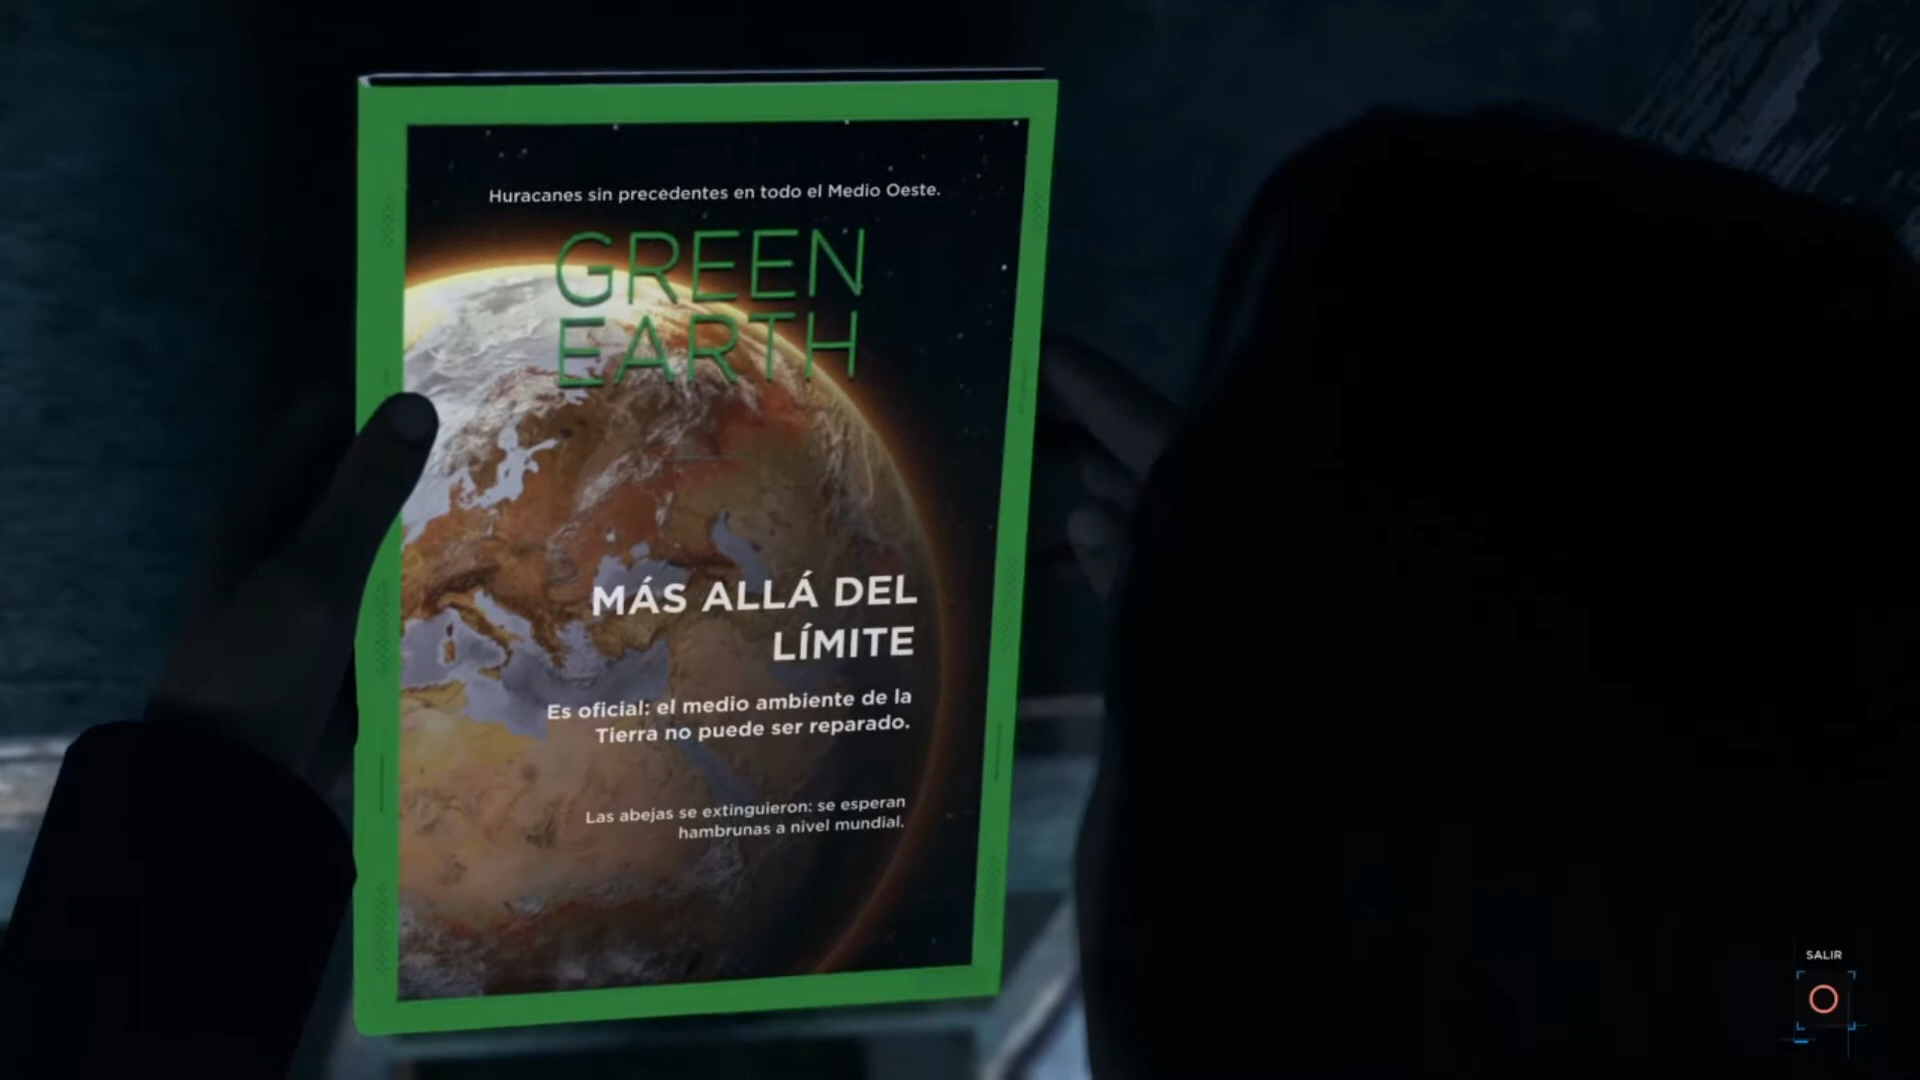 Huracanes sin precedentes en todo el Medio Oeste.
GREEN
EARTH
MÁS ALLÁ DEL
LÍMITE
Es oficial: el medio ambiente de la
Tierra no puede ser reparado.
Las abejas se extinguieron: se esperan
hambrunas a nivel mundial.
SALIR